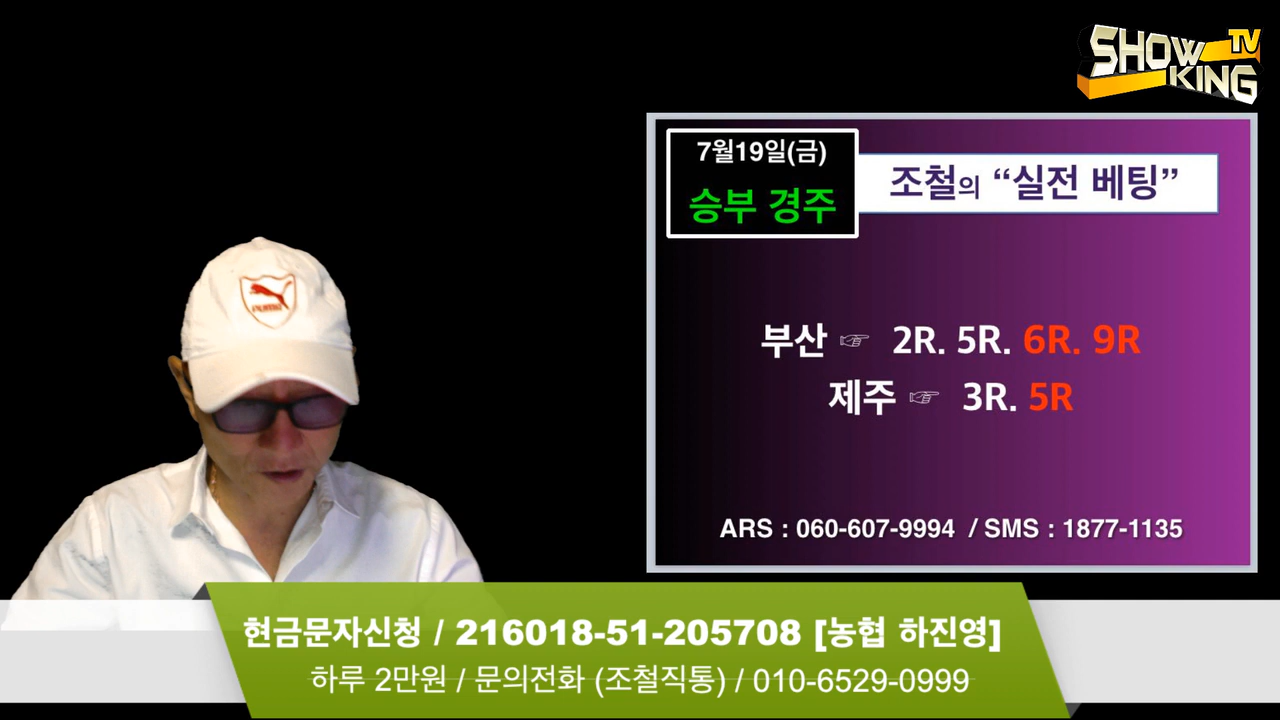 SHOW TV
KING
7월19일(금)
승부 경주
조철의 “실전 베팅”
부산 ☞ 2R. 5R. 6R. 9R
제주 ☞ 3R. 5R
ARS : 060-607-9994 / SMS : 1877-1135
현금문자신청 / 216018-51-205708 [농협 하진영]
하루 2만원 / 문의전화 (조철직통) / 010-6529-0999